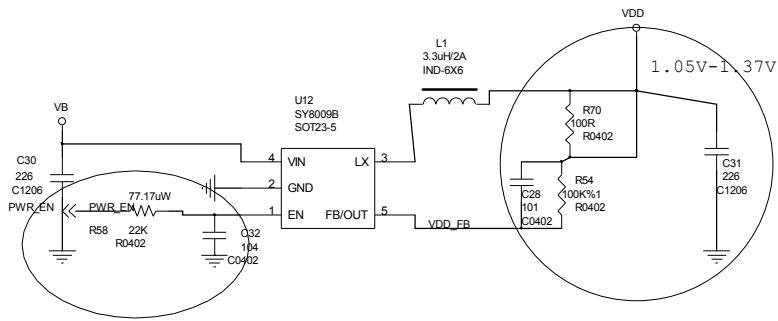 VDD
1.05V-1.37V
L1
3.3uH/2A
IND-6X6
VB
U12
SY8009B
SOT23-5
R70
100R
R0402
C30
226
C1206
4
VIN
LX
3
2
GND
1
EN
FB/OUT
5
77.17uW
PWR_EN
PWR_EN
R58
22K
R0402
C32
104
C0402
VDD_FB
C28
101
C0402
R54
100K%1
R0402
C31
226
C1206